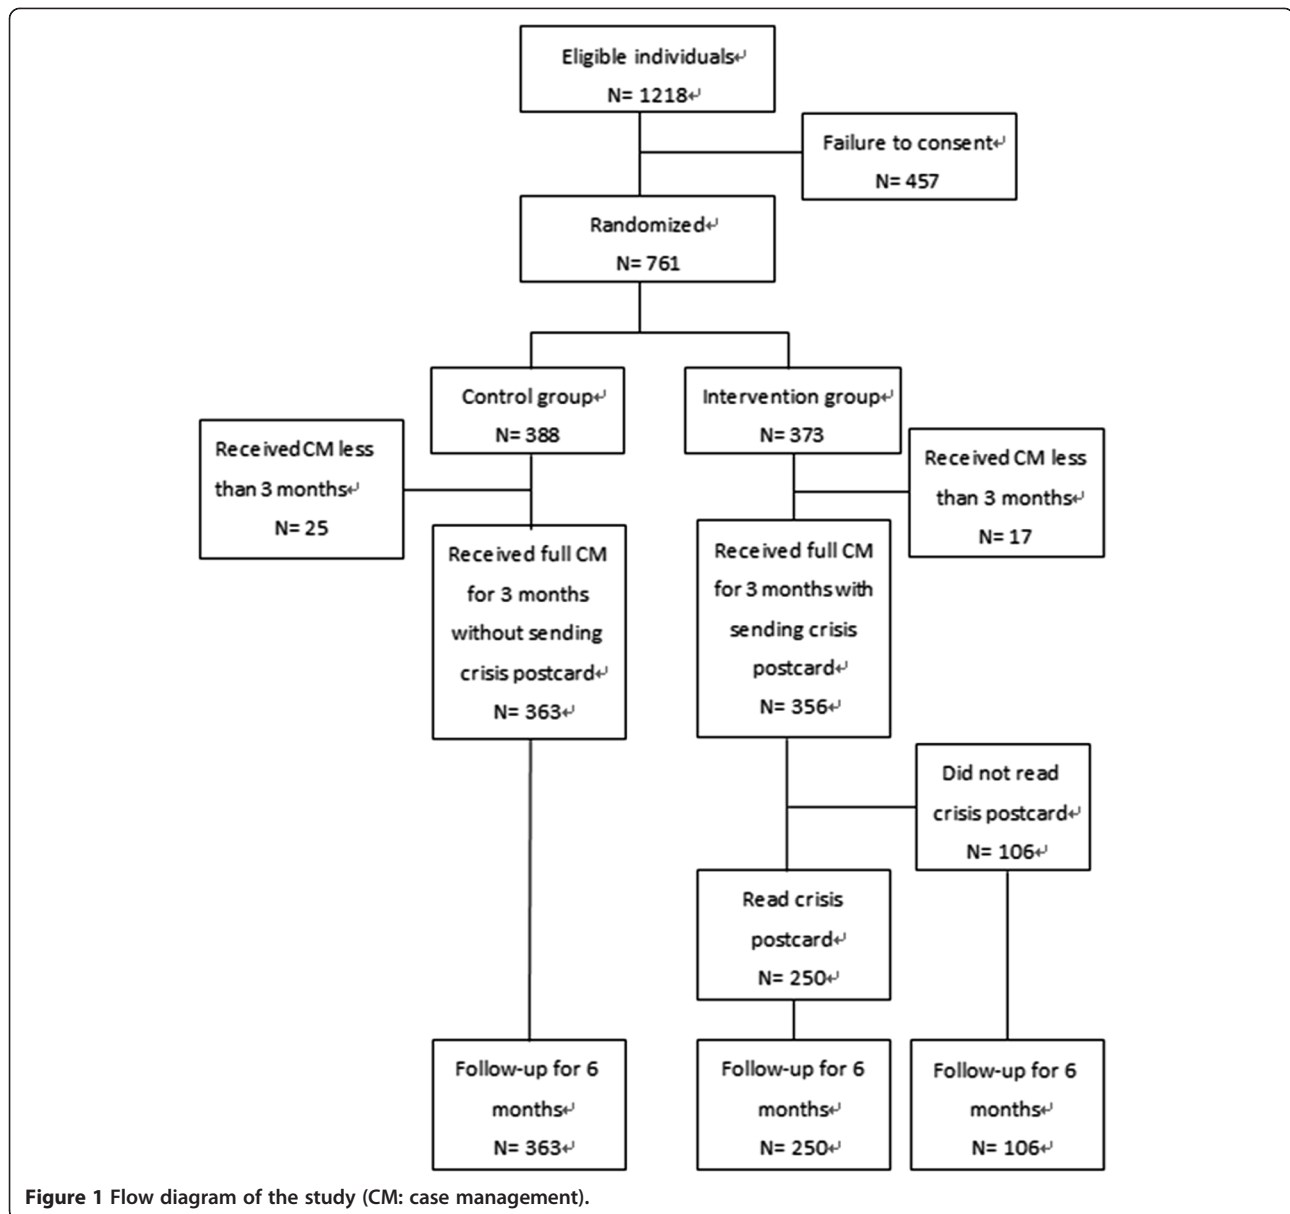 Eligible individuals↵
N= 1218↵
Failure to consent↵
N= 457
Randomized↵
N= 761
Control group↵
N= 388
Intervention group↵
N= 373
Received CM less
than 3 months↵
N= 25
Received CM less
than 3 months↵
N= 17
Received full CM
for 3 months
without sending
crisis postcard↵
N= 363↵
Received full CM
for 3 months with
sending crisis
postcard↵
N= 356↵
Did not read
crisis postcard↵
N= 106↵
Read crisis
postcard↵
N= 250↵
Follow-up for 6
months↵
N= 363↵
Follow-up for 6
months↵
N= 250↵
Follow-up for 6
months↵
N= 106↵
Figure 1 Flow diagram of the study (CM: case management).